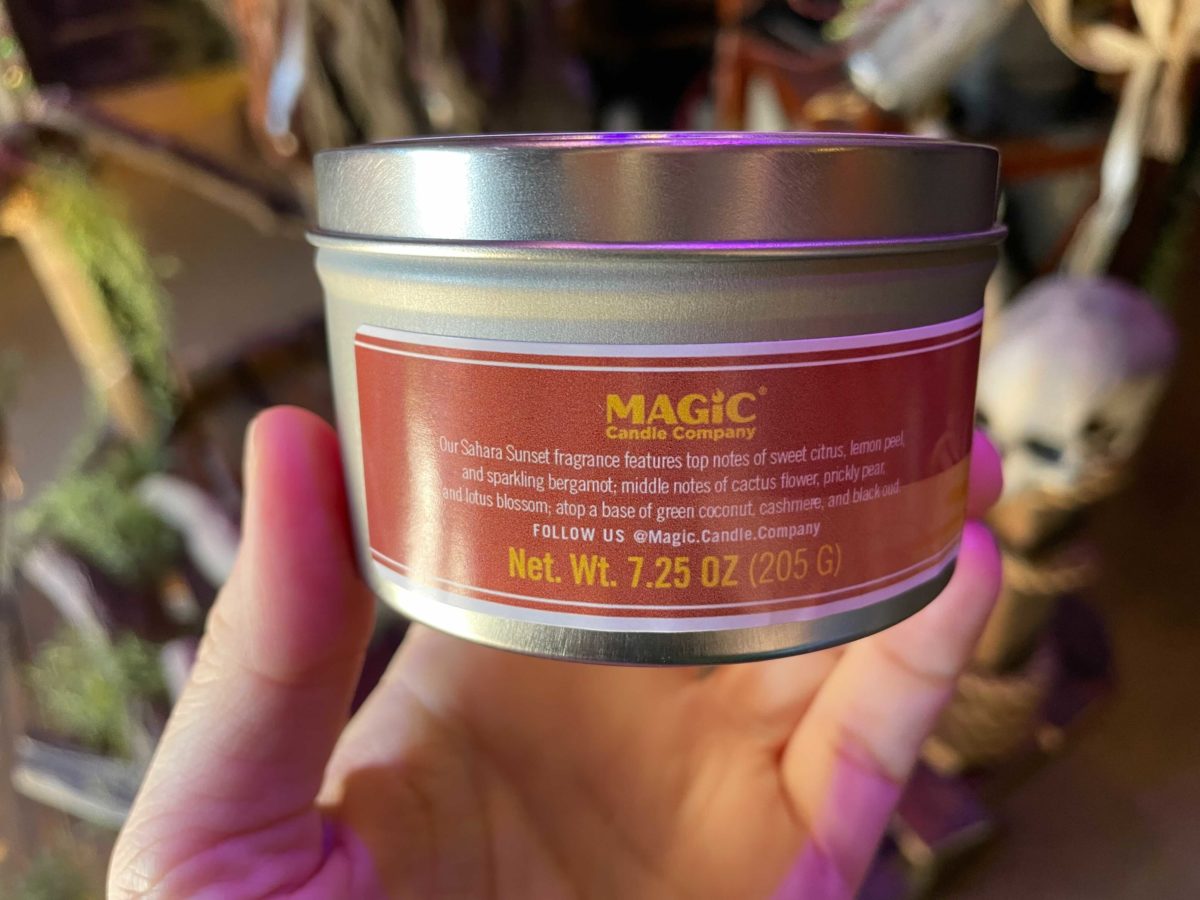 MAGiC®
Candle Company
Our Sahara Sunset fragrance features top notes of sweet citrus, lemon peel,
and sparkling bergamot; middle notes of cactus flower, prickly pear,
and lotus blossom; atop a base of green coconut, cashmere, and black oud.
FOLLOW US @Magic.Candle.Company
Net. Wt. 7.25 OZ (205 G)